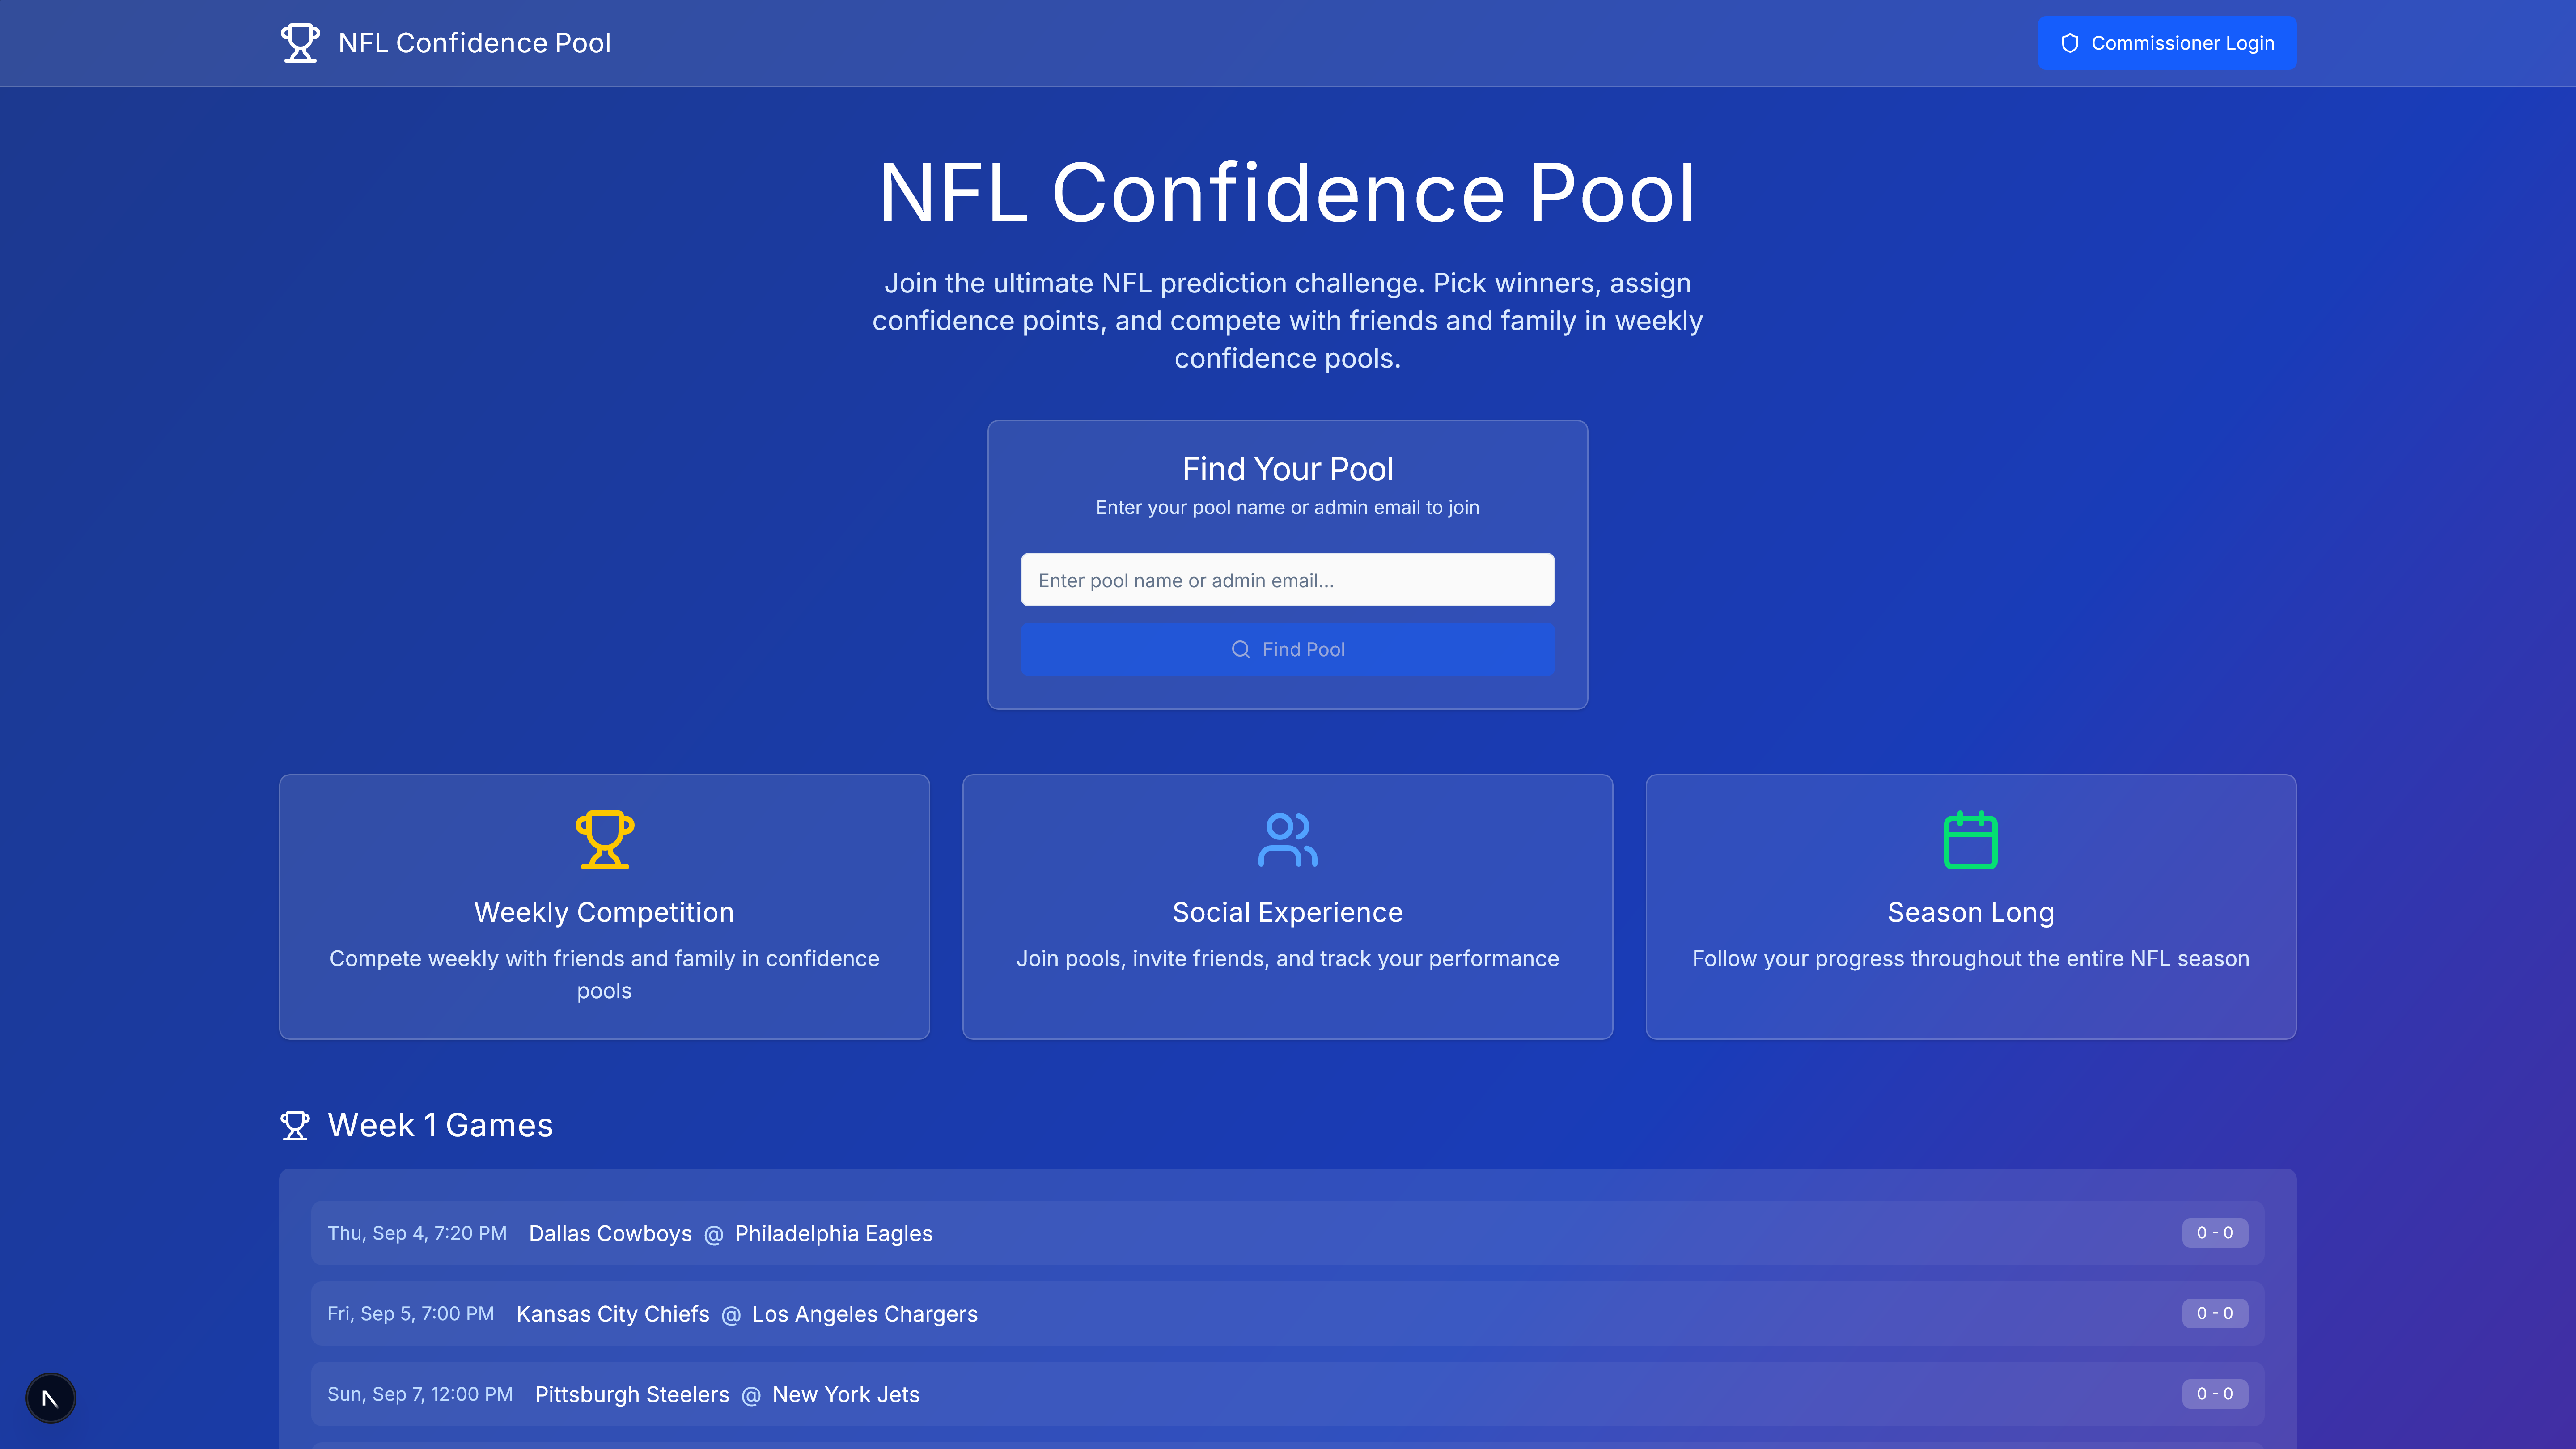 NFL Confidence Pool
Commissioner Login
NFL Confidence Pool
Join the ultimate NFL prediction challenge. Pick winners, assign
confidence points, and compete with friends and family in weekly
confidence pools.
Find Your Pool
Enter your pool name or admin email to join
Enter pool name or admin email...
Find Pool
Weekly Competition
Compete weekly with friends and family in confidence
pools
Social Experience
Join pools, invite friends, and track your performance
Season Long
Follow your progress throughout the entire NFL season
Week 1 Games
Thu, Sep 4, 7:20 PM Dallas Cowboys @ Philadelphia Eagles 0 - 0
Fri, Sep 5, 7:00 PM Kansas City Chiefs @ Los Angeles Chargers 0 - 0
Sun, Sep 7, 12:00 PM Pittsburgh Steelers @ New York Jets 0 - 0
N